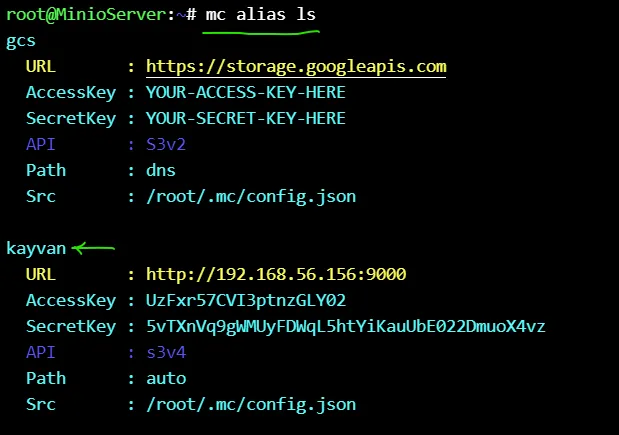 root@MinioServer:~# mc alias ls
gcs
  URL       : https://storage.googleapis.com
  AccessKey : YOUR-ACCESS-KEY-HERE
  SecretKey : YOUR-SECRET-KEY-HERE
  API       : S3v2
  Path      : dns
  Src       : /root/.mc/config.json

kayvan
  URL       : http://192.168.56.156:9000
  AccessKey : UzFxr57CVI3ptnzGLY02
  SecretKey : 5vTXnVq9gWMUyFDWqL5htYiKauUbE022DmuoX4vz
  API       : s3v4
  Path      : auto
  Src       : /root/.mc/config.json